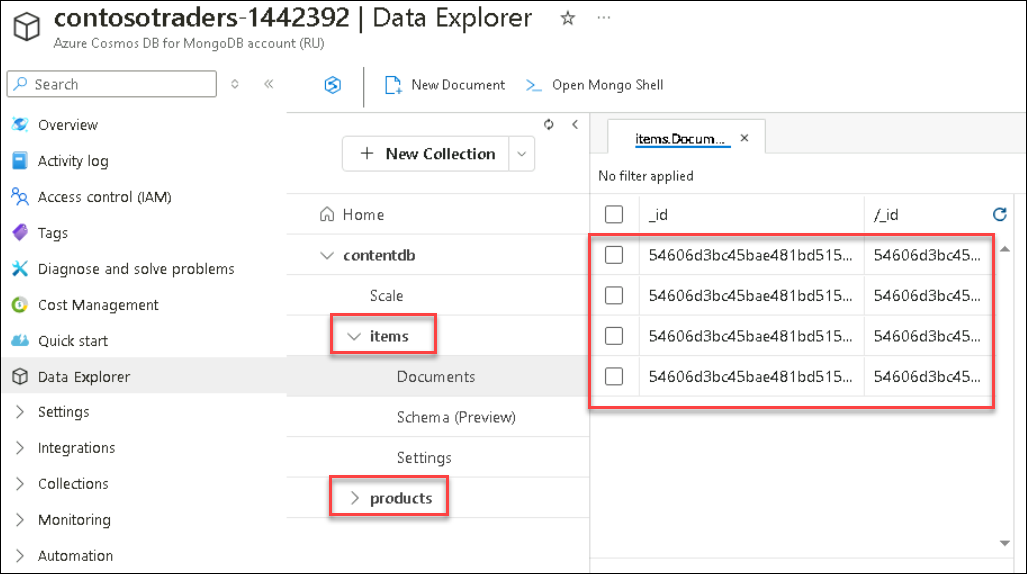 contosotraders-1442392 | Data Explorer
Azure Cosmos DB for MongoDB account (RU)
Search
Overview
Activity log
Access control (IAM)
Tags
Diagnose and solve problems
Cost Management
Quick start
Data Explorer
Settings
Integrations
Collections
Monitoring
Automation
New Document
Open Mongo Shell
New Collection
Home
contentdb
Scale
items
Documents
Schema (Preview)
Settings
products
items.Docum...
No filter applied
_id /_id
54606d3bc45bae481bd515... 54606d3bc45...
54606d3bc45bae481bd515... 54606d3bc45...
54606d3bc45bae481bd515... 54606d3bc45...
54606d3bc45bae481bd515... 54606d3bc45...